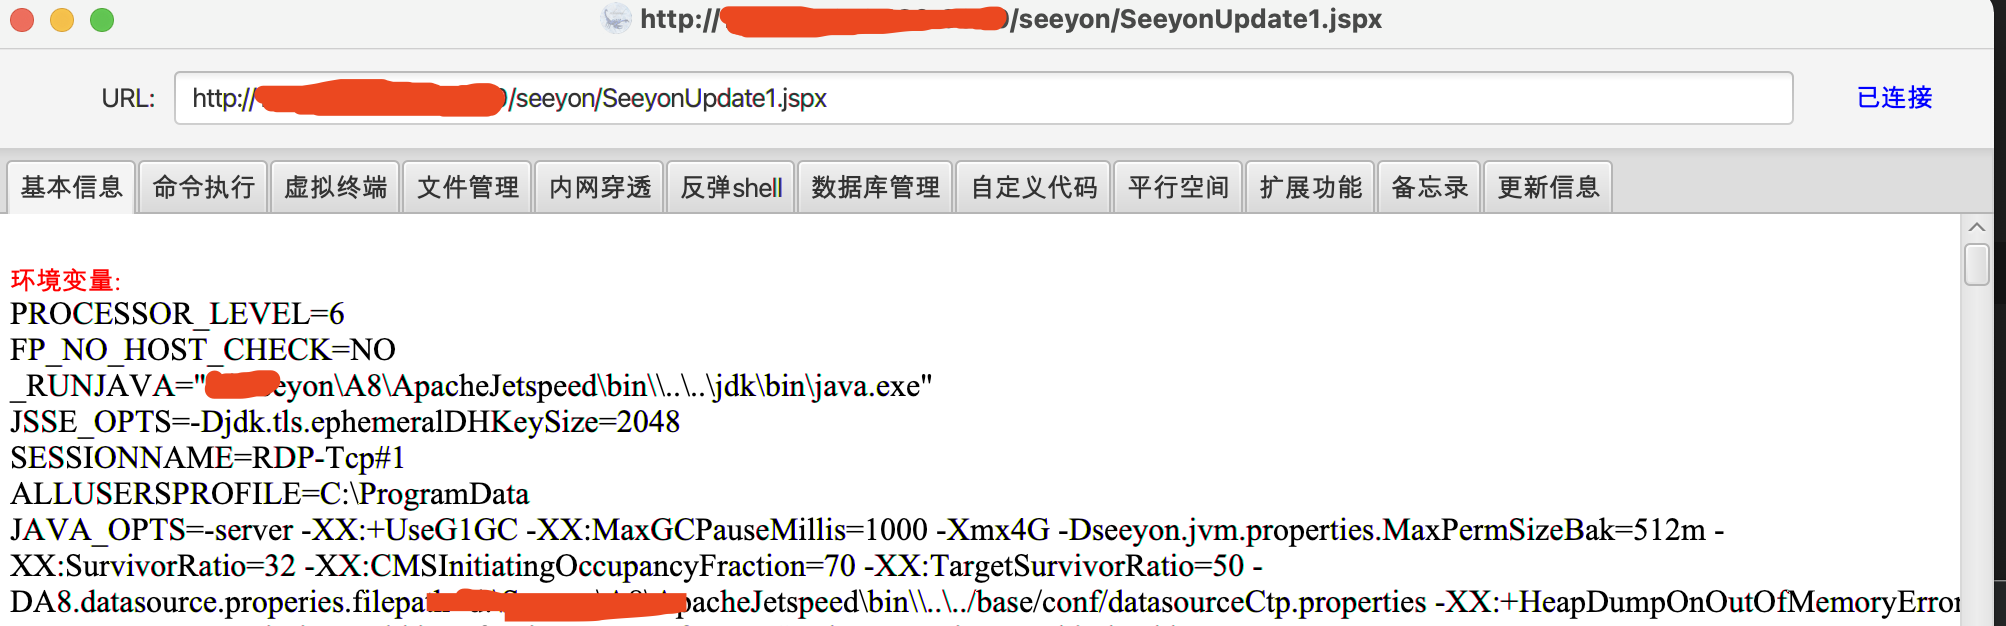 http:// /seeyon/SeeyonUpdate1.jspx
URL: http:// /seeyon/SeeyonUpdate1.jspx 已连接
基本信息 命令执行 虚拟终端 文件管理 内网穿透 反弹shell 数据库管理 自定义代码 平行空间 扩展功能 备忘录 更新信息
环境变量:
PROCESSOR_LEVEL=6
FP_NO_HOST_CHECK=NO
_RUNJAVA=" eyon\A8\ApacheJetspeed\bin\\..\..\jdk\bin\java.exe"
JSSE_OPTS=-Djdk.tls.ephemeralDHKeySize=2048
SESSIONNAME=RDP-Tcp#1
ALLUSERSPROFILE=C:\ProgramData
JAVA_OPTS=-server -XX:+UseG1GC -XX:MaxGCPauseMillis=1000 -Xmx4G -Dseeyon.jvm.properties.MaxPermSizeBak=512m -
XX:SurvivorRatio=32 -XX:CMSInitiatingOccupancyFraction=70 -XX:TargetSurvivorRatio=50 -
DA8.datasource.properies.filepat pacheJetspeed\bin\\..\../base/conf/datasourceCtp.properties -XX:+HeapDumpOnOutOfMemoryError